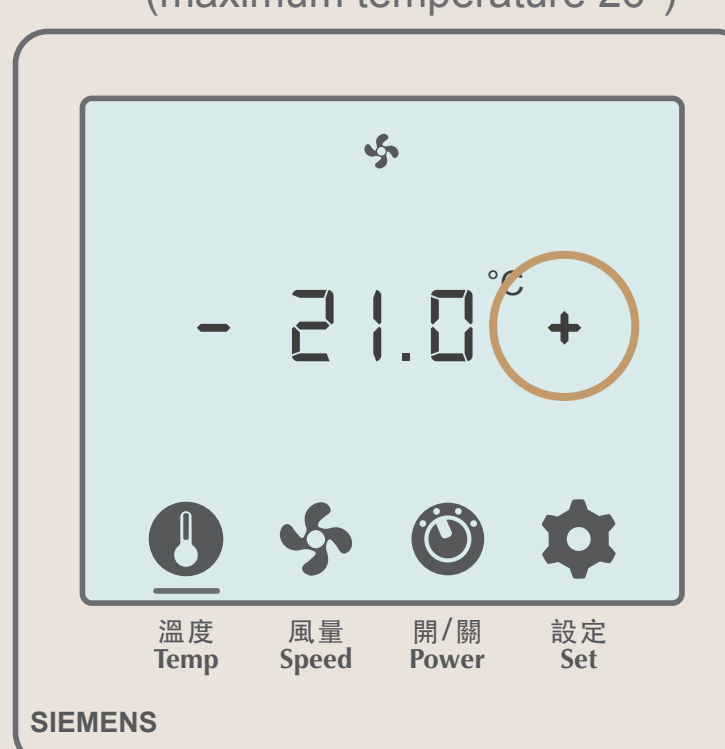 (maximum temperature
- 21.0 °C +
溫度 風量 開/關 設定
Temp Speed Power Set
SIEMENS